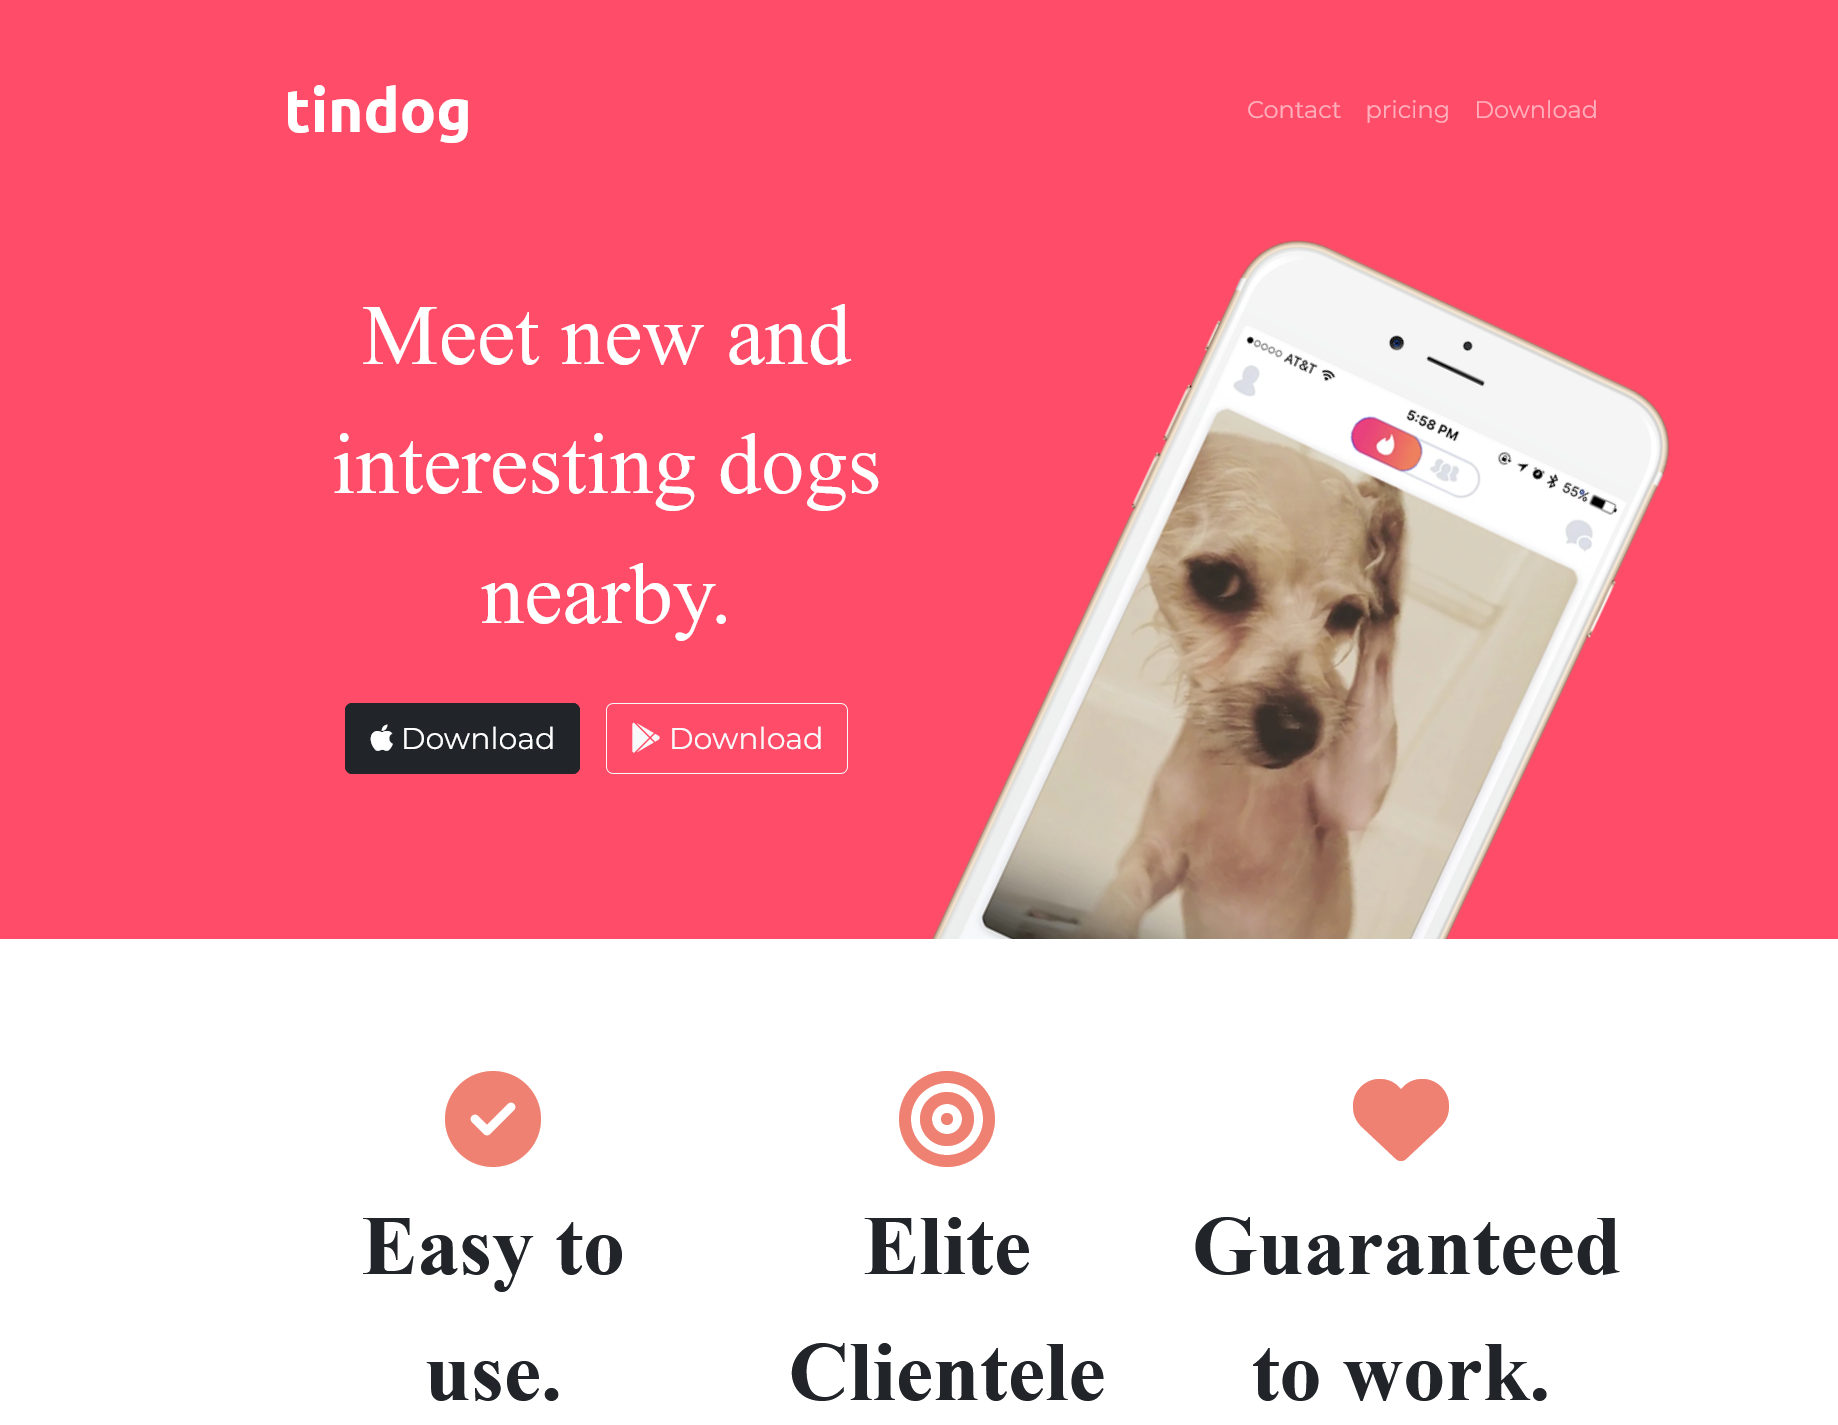 tindog
Contact pricing Download
Meet new and
interesting dogs
nearby.
Download Download
AT&T
5:58 PM
55%
Easy to
use.
Elite
Clientele
Guaranteed
to work.